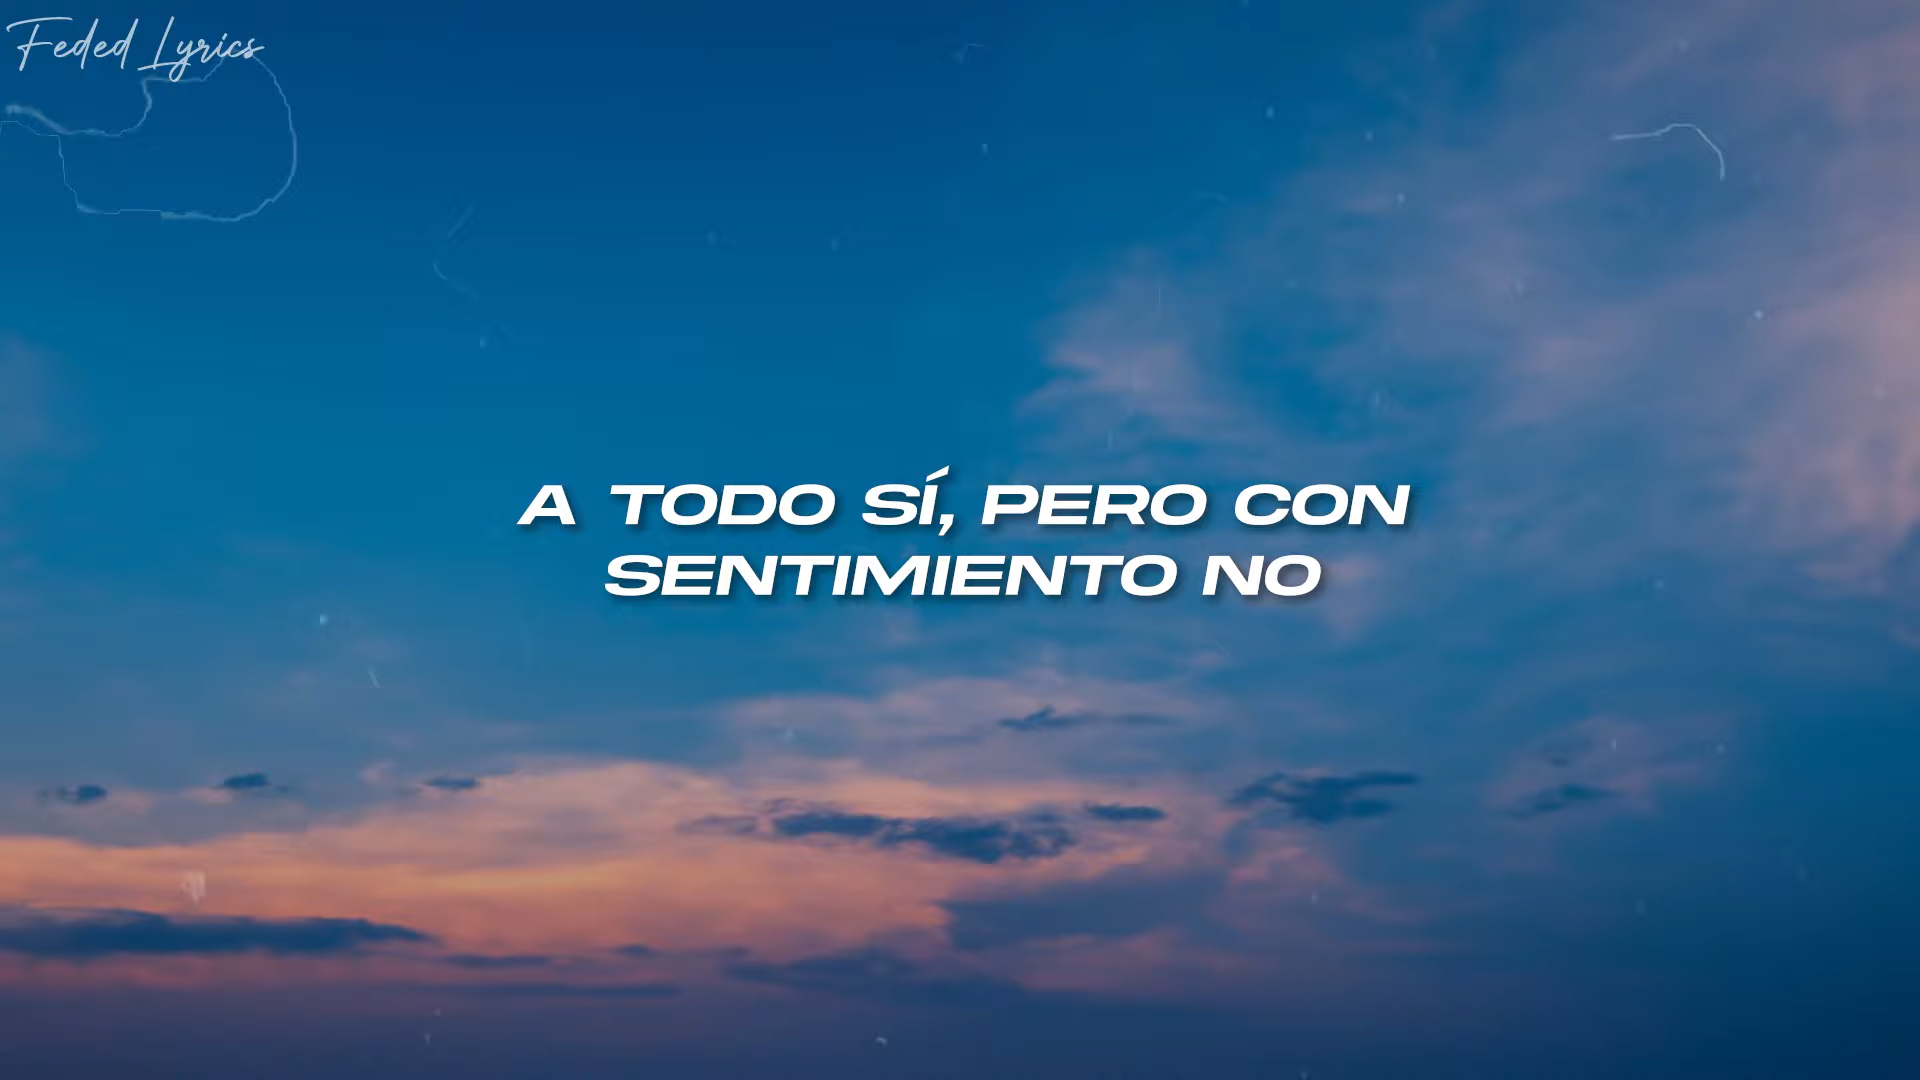 Feded Lyrics
A TODO SÍ, PERO CON
SENTIMIENTO NO